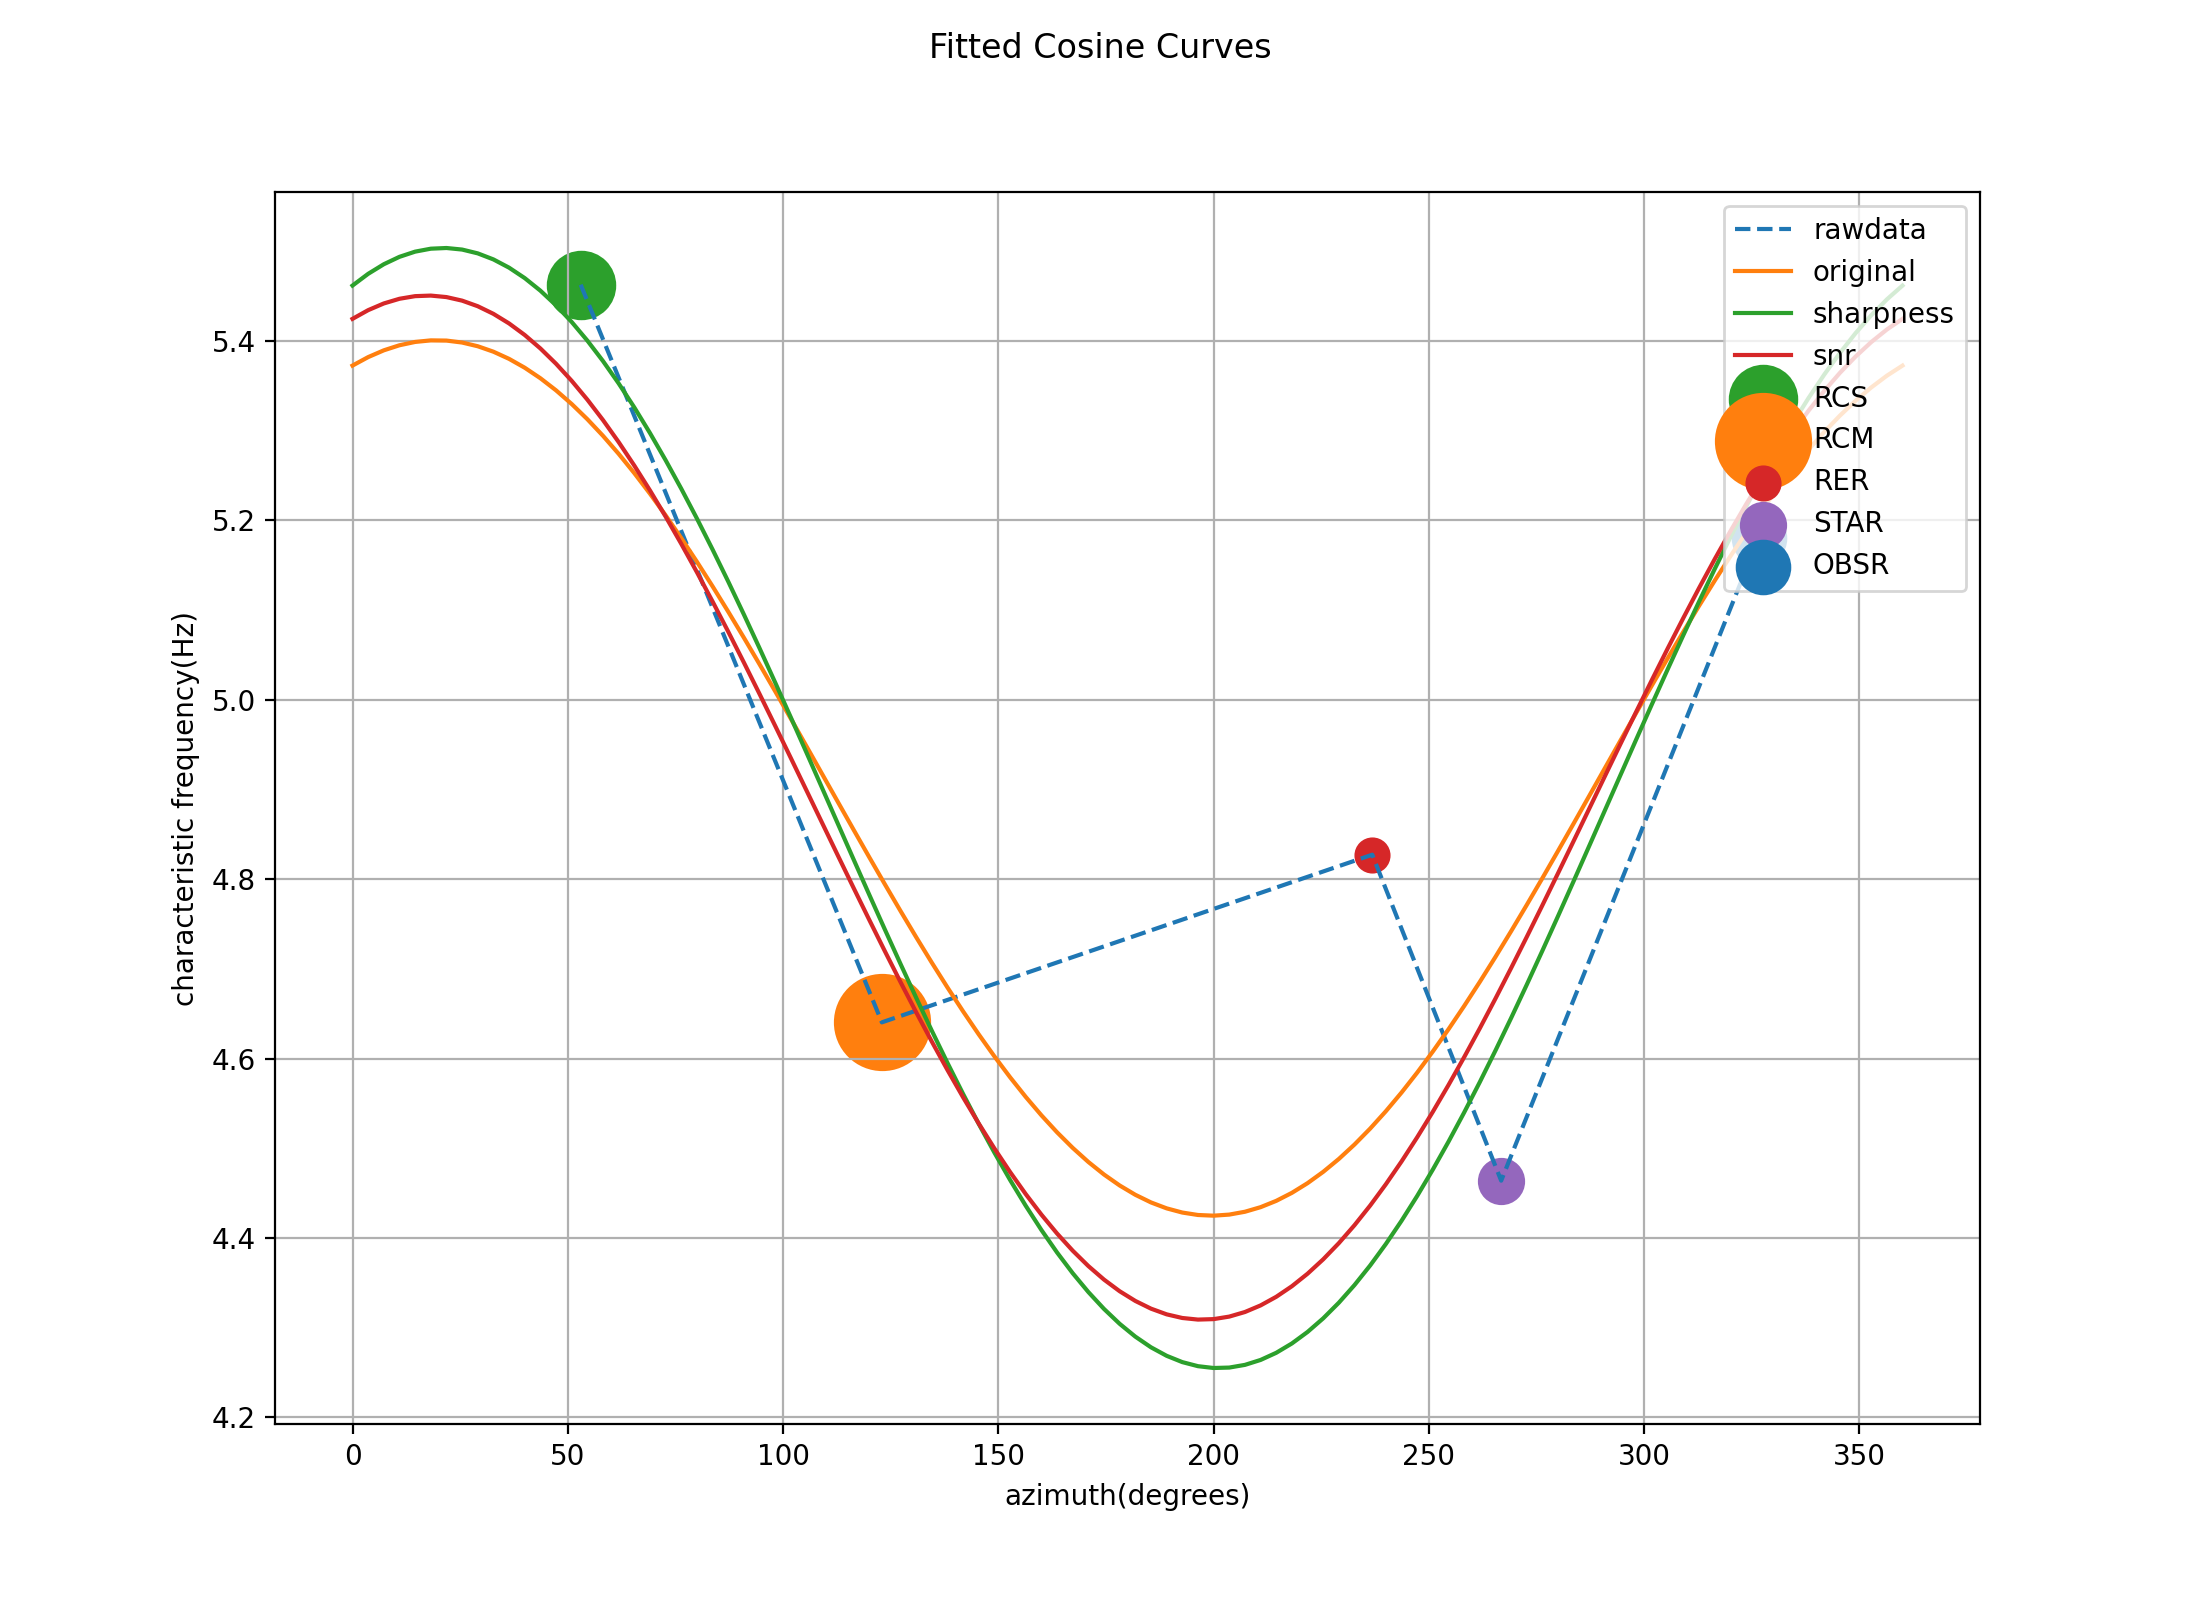 Fitted Cosine Curves
rawdata
original
sharpness
snr
RCS
RCM
RER
STAR
OBSR
characteristic frequency(Hz)
5.4
5.2
5.0
4.8
4.6
4.4
4.2
0 50 100 150 200 250 300 350
azimuth(degrees)